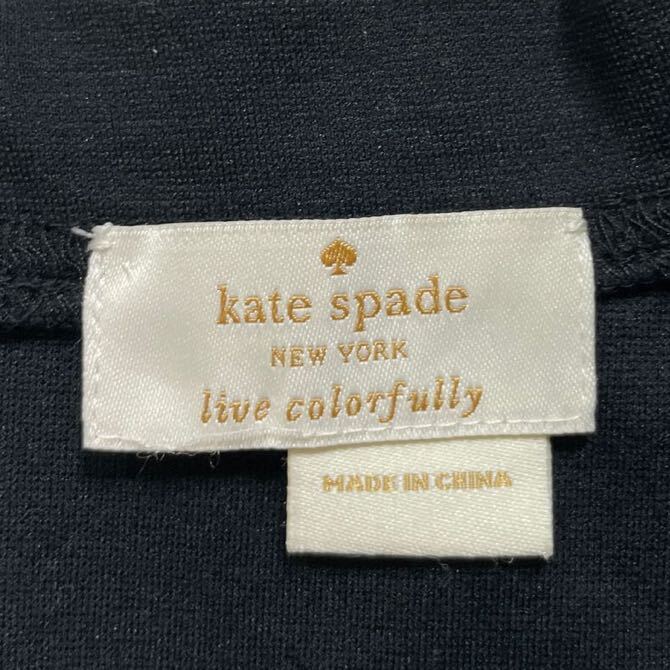 kate spade
NEW YORK
live colorfully
MADE IN CHINA